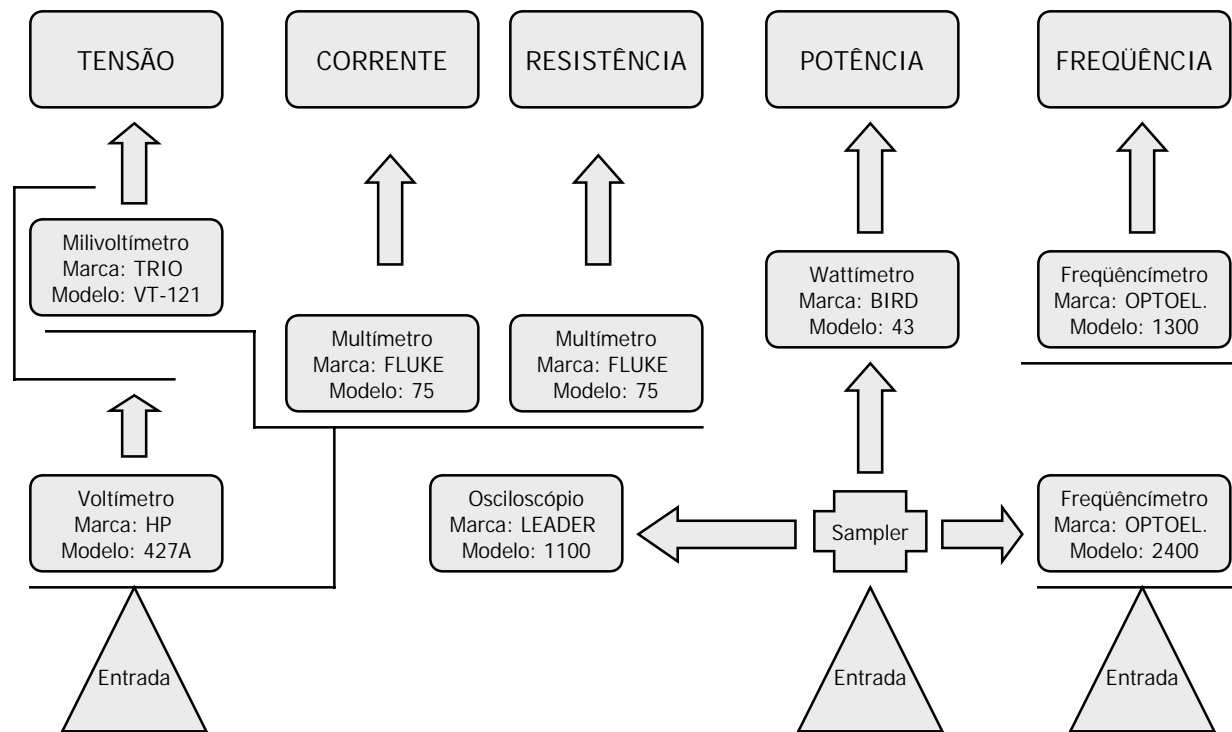 TENSÃO
CORRENTE
RESISTÊNCIA
POTÊNCIA
FREQÜÊNCIA
Milivoltímetro
Marca: TRIO
Modelo: VT-121
Multímetro
Marca: FLUKE
Modelo: 75
Multímetro
Marca: FLUKE
Modelo: 75
Wattímetro
Marca: BIRD
Modelo: 43
Freqüêncímetro
Marca: OPTOEL.
Modelo: 1300
Voltímetro
Marca: HP
Modelo: 427A
Osciloscópio
Marca: LEADER
Modelo: 1100
Sampler
Freqüêncímetro
Marca: OPTOEL.
Modelo: 2400
Entrada
Entrada
Entrada